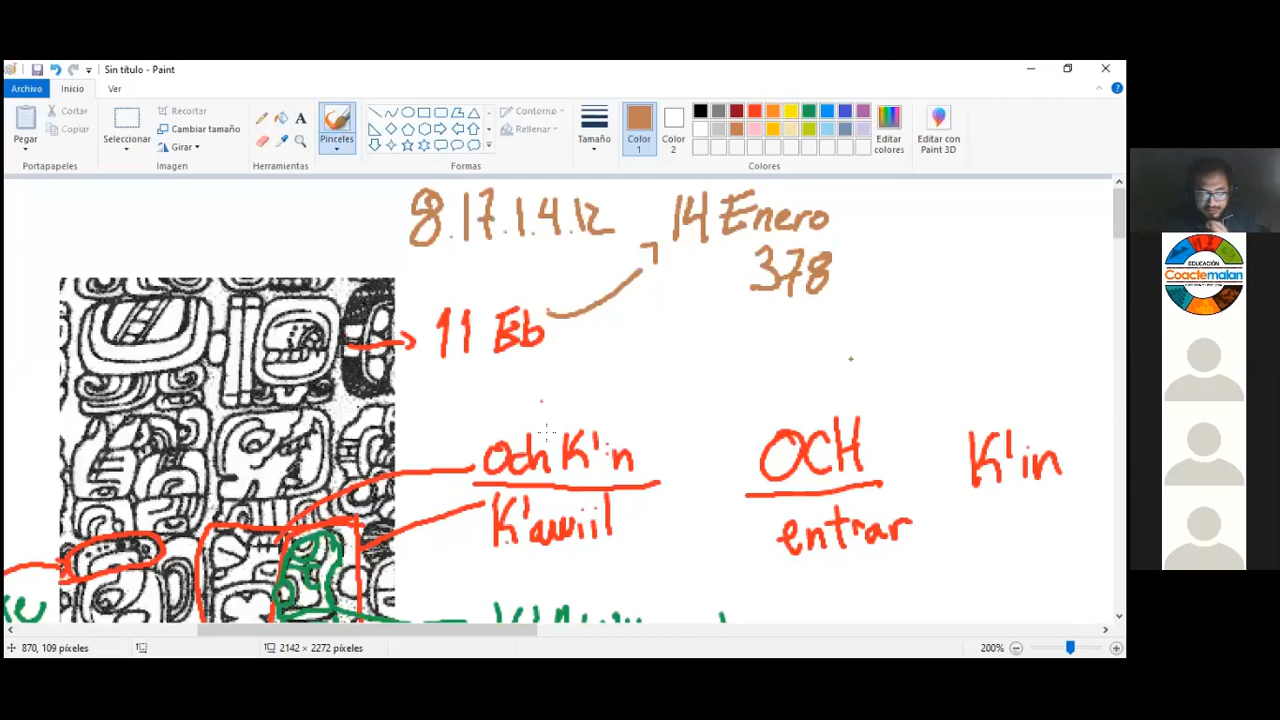 Sin título - Paint
Archivo
Inicio
Ver
Pegar
Cortar
Copiar
Portapapeles
Seleccionar
Recortar
Cambiar tamaño
Girar
Imagen
A
Herramientas
Pinceles
Contorno
Rellenar
Formas
Tamaño
Color 1
Color 2
Editar colores
Editar con Paint 3D
Colores
8.17.1.4.12 14 Enero
378
11 Eb
Och K'in
K'awiil
OCH
entrar
K'in
EDUCACIÓN
Coactemalan
870, 109 píxeles
2142 × 2272 píxeles
200%